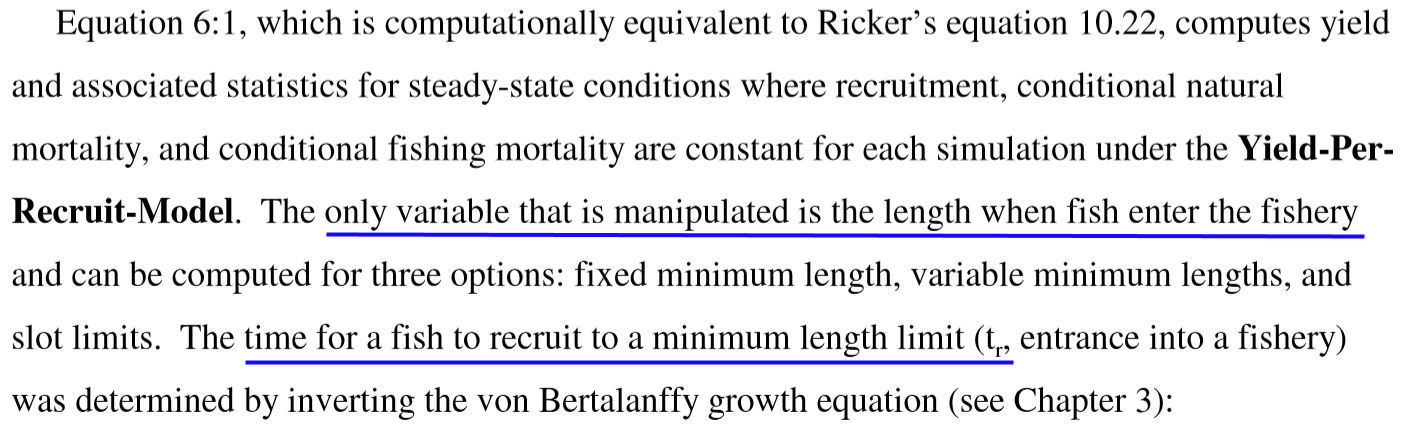 Equation 6:1, which is computationally equivalent to Ricker's equation 10.22, computes yield
and associated statistics for steady-state conditions where recruitment, conditional natural
mortality, and conditional fishing mortality are constant for each simulation under the Yield-Per-
Recruit-Model. The only variable that is manipulated is the length when fish enter the fishery
and can be computed for three options: fixed minimum length, variable minimum lengths, and
slot limits. The time for a fish to recruit to a minimum length limit (tr, entrance into a fishery)
was determined by inverting the von Bertalanffy growth equation (see Chapter 3):